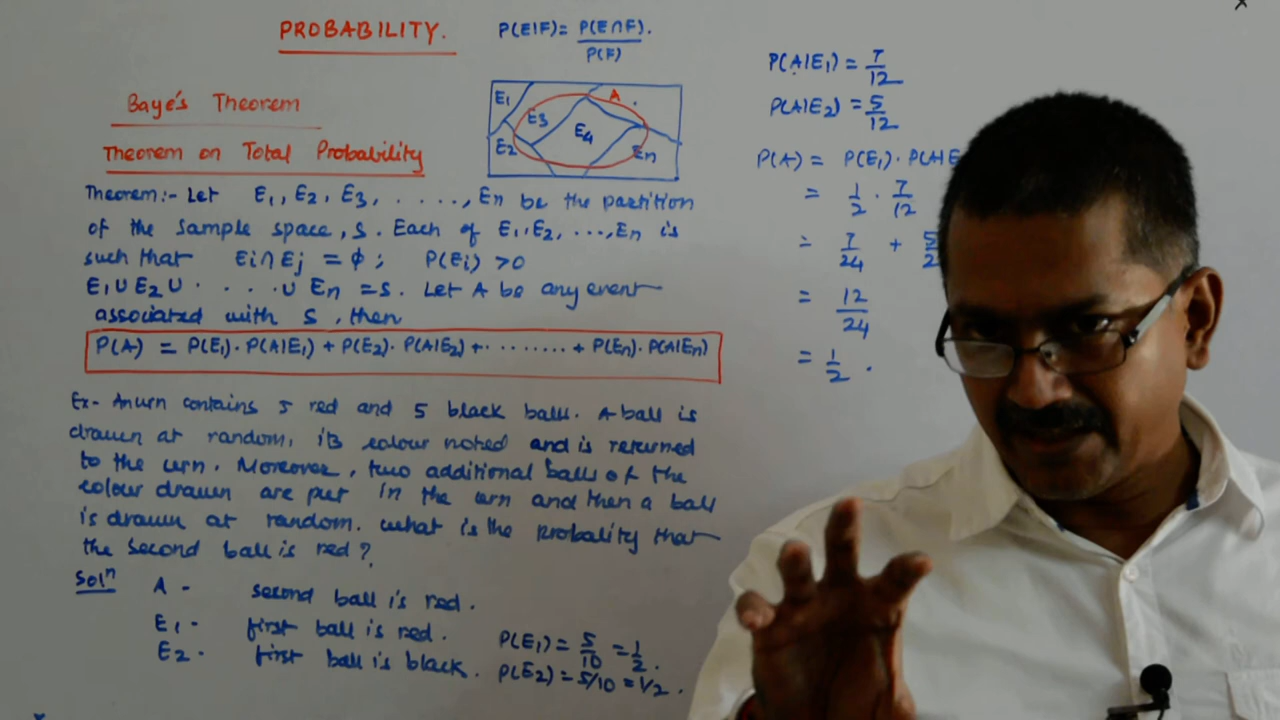 PROBABILITY.
P(E|F) = P(E∩F).
P(F)
Baye's Theorem
Theorem on Total Probability
E1
E2
E3
E4
A
En
Theorem:- Let E1, E2, E3, . . . . ., En be the partition
of the sample space, S. Each of E1, E2, ..., En is
such that Ei∩Ej = ϕ; P(Ei) >0
E1∪E2∪ . . . . ∪ En = S. Let A be any event
associated with S, then
P(A) = P(E1)·P(A|E1) + P(E2)·P(A|E2) + ........ + P(En)·P(A|En)
Ex- An urn contains 5 red and 5 black balls. A ball is
drawn at random, its colour noted and is returned
to the urn. Moreover, two additional balls of the
colour drawn are put in the urn and then a ball
is drawn at random. what is the probality that
the second ball is red?
Soln
A - second ball is red.
E1 - first ball is red.
E2 - first ball is black.
P(E1) = 5/10 = 1/2.
P(E2) = 5/10 = 1/2.
P(A|E1) = 7/12
P(A|E2) = 5/12
P(A) = P(E1)·P(A|E
= 1/2 · 7/12
= 7/24 +
= 12/24
= 1/2.